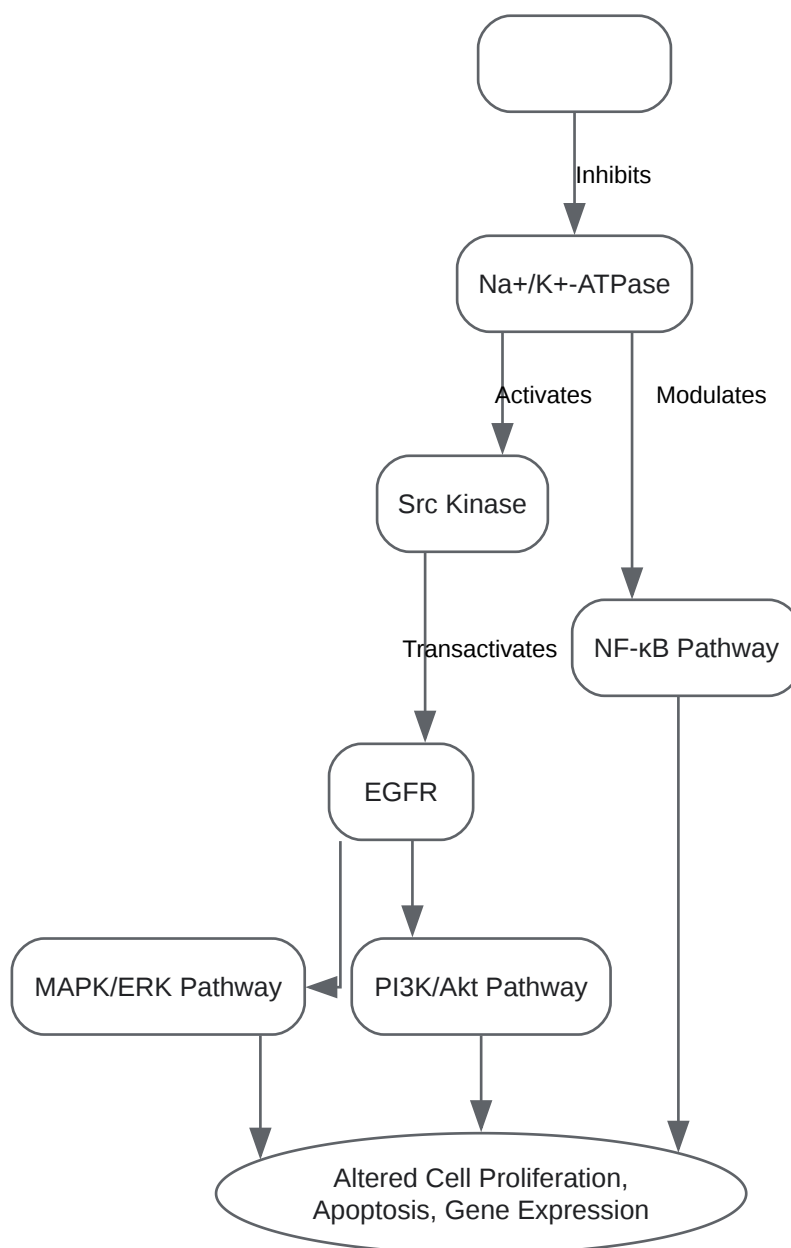 Inhibits
Na+/K+-ATPase
Activates
Modulates
Src Kinase
Transactivates
NF-κB Pathway
EGFR
MAPK/ERK Pathway
PI3K/Akt Pathway
Altered Cell Proliferation,
Apoptosis, Gene Expression